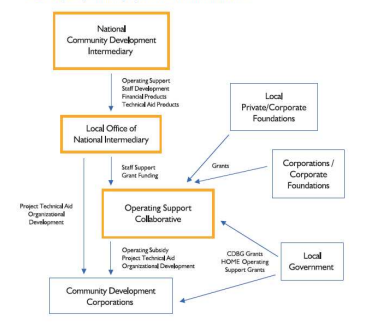 National
Community Development
Intermediary
Operating Support
Staff Development
Financial Products
Technical Aid Products
Local
Private/Corporate
Foundations
Local Office of
National Intermediary
Staff Support
Grant Funding
Grants
Corporations /
Corporate
Foundations
Project Technical Aid
Organizational
Development
Operating Support
Collaborative
Operating Subsidy
Project Technical Aid
Organizational Development
CDBG Grants
HOME Operating
Support Grants
Local
Government
Community Development
Corporations